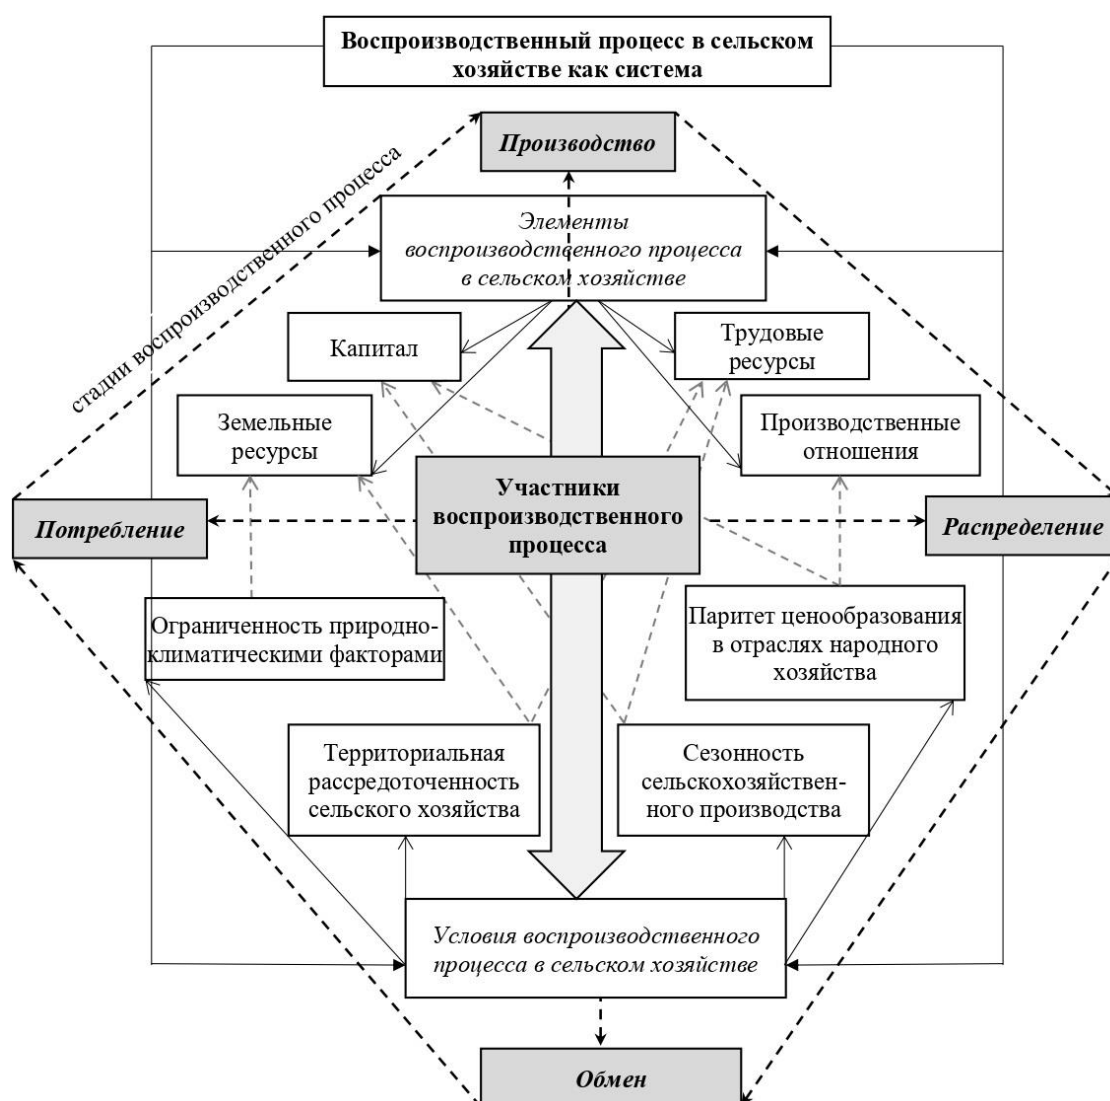 Воспроизводственный процесс в сельском
хозяйстве как система
Производство
стадии воспроизводственного процесса
Элементы
воспроизводственного процесса
в сельском хозяйстве
Капитал
Трудовые
ресурсы
Земельные
ресурсы
Производственные
отношения
Участники
воспроизводственного
процесса
Потребление
Распределение
Ограниченность природно-
климатическими факторами
Паритет ценообразования
в отраслях народного
хозяйства
Территориальная
рассредоточенность
сельского хозяйства
Сезонность
сельскохозяйствен-
ного производства
Условия воспроизводственного
процесса в сельском хозяйстве
Обмен